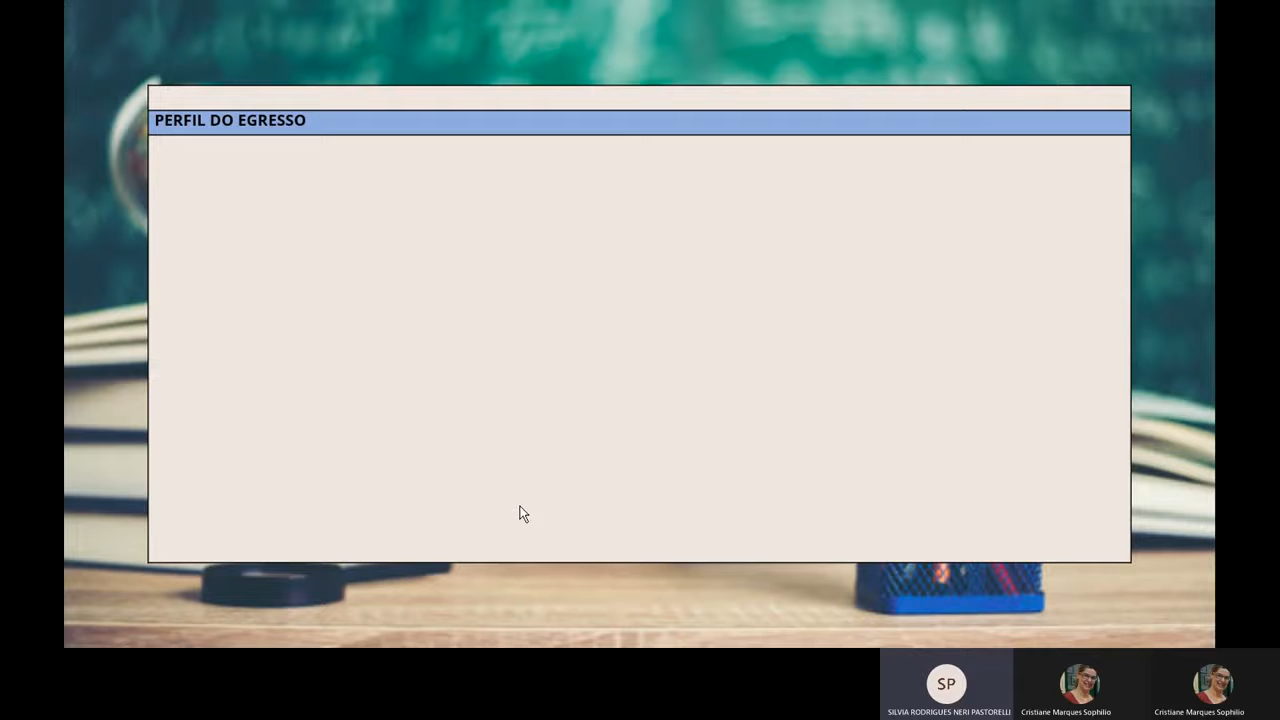 PERFIL DO EGRESSO
SP
SILVIA RODRIGUES NERI PASTORELLI
Cristiane Marques Sophilio
Cristiane Marques Sophilio